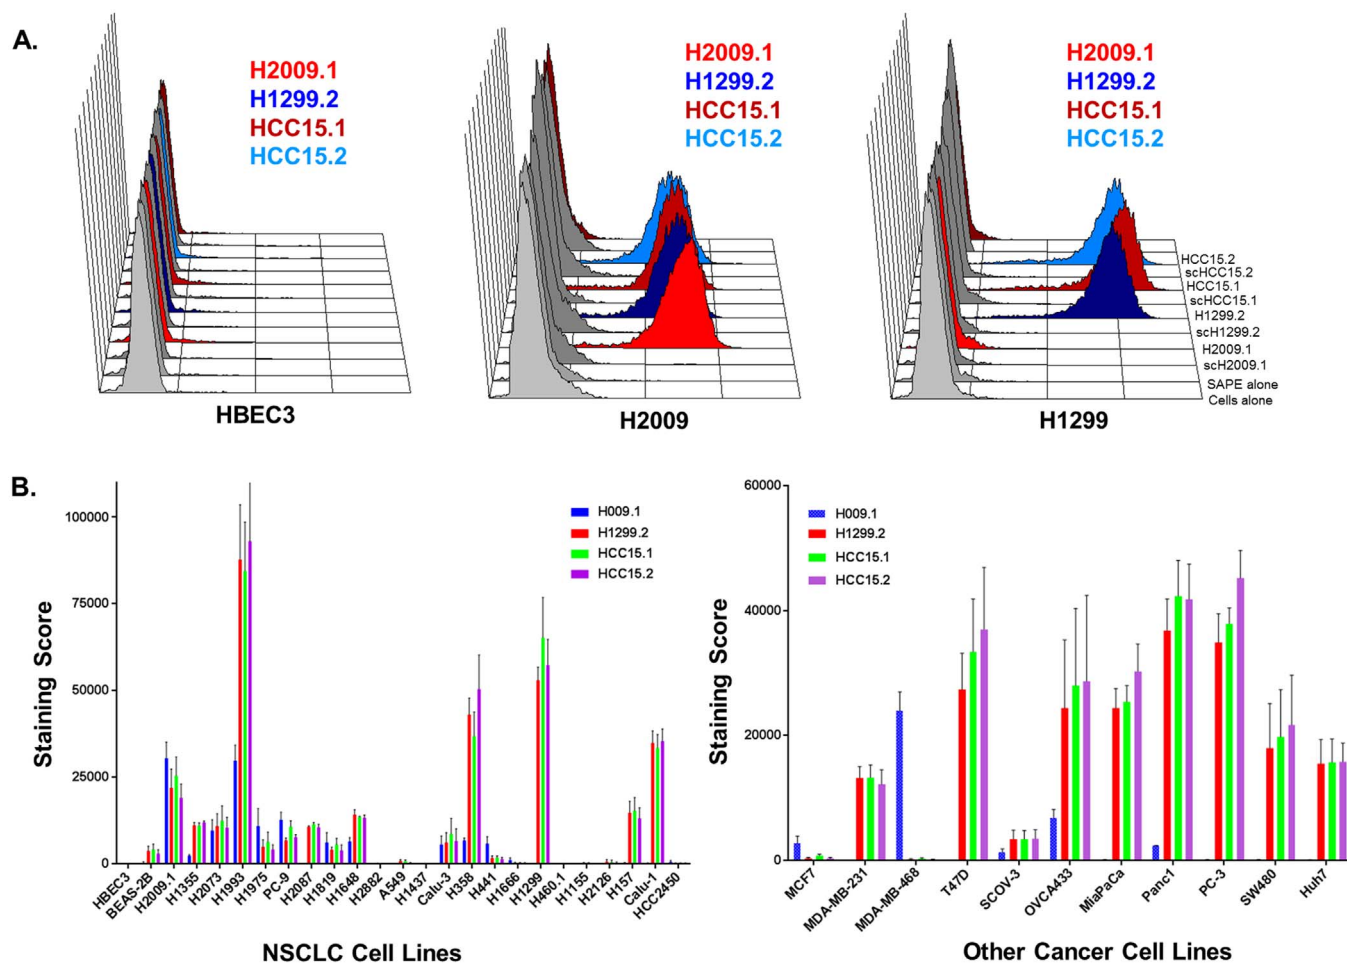 A.
H2009.1
H1299.2
HCC15.1
HCC15.2
HBEC3
H2009.1
H1299.2
HCC15.1
HCC15.2
H2009
H2009.1
H1299.2
HCC15.1
HCC15.2
HCC15.2
scHCC15.2
HCC15.1
scHCC15.1
H1299.2
scH1299.2
H2009.1
scH2009.1
SAPE alone
Cells alone
H1299
B.
Staining Score
100000
75000
50000
25000
0
H009.1
H1299.2
HCC15.1
HCC15.2
HBEC3
BEAS-2B
H2009.1
H1355
H2073
H1993
H1975
PC-9
H2087
H1819
H1648
H2882
A549
H1437
Calu-3
H358
H441
H1666
H1299
H460.1
H1155
H2126
H157
Calu-1
HCC2450
NSCLC Cell Lines
Staining Score
60000
40000
20000
0
H009.1
H1299.2
HCC15.1
HCC15.2
MCF7
MDA-MB-231
MDA-MB-468
T47D
SCOV-3
OVCA433
MiaPaCa
Panc1
PC-3
SW480
Huh7
Other Cancer Cell Lines